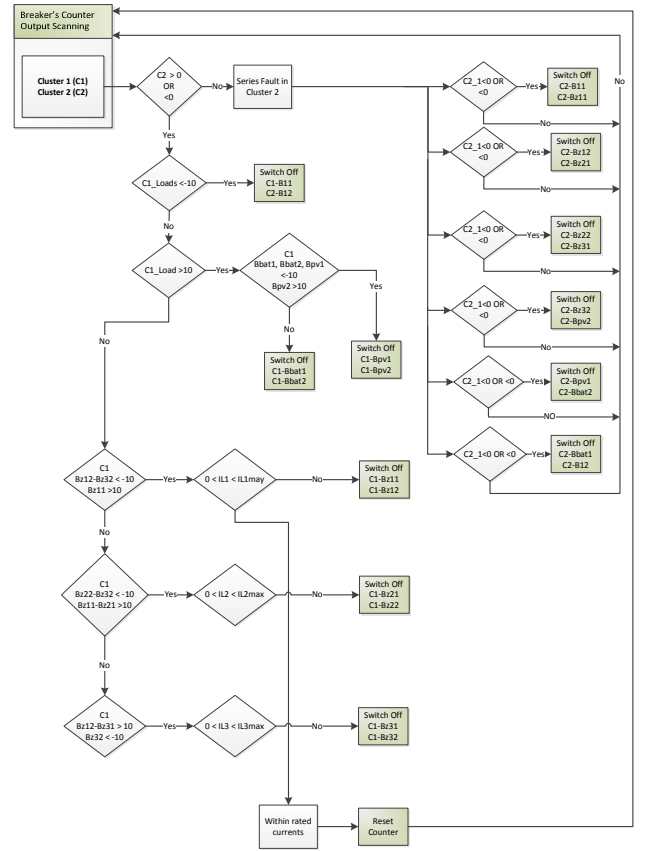 Breaker's Counter
Output Scanning
Cluster 1 (C1)
Cluster 2 (C2)
C2 > 0
OR
<0
No
Series Fault in
Cluster 2
Yes
C1_Loads <-10
Yes
Switch Off
C1-B11
C2-B12
No
C1_Load >10
Yes
C1
Bbat1, Bbat2, Bpv1
<-10
Bpv2 >10
Yes
Switch Off
C1-Bpv1
C1-Bpv2
No
Switch Off
C1-Bbat1
C1-Bbat2
No
C1
Bz12-Bz32 < -10
Bz11 >10
Yes
0 < IL1 < IL1may
No
Switch Off
C1-Bz11
C1-Bz12
No
C1
Bz22-Bz32 < -10
Bz11-Bz21 >10
Yes
0 < IL2 < IL2max
No
Switch Off
C1-Bz21
C1-Bz22
No
C1
Bz12-Bz31 > 10
Bz32 < -10
Yes
0 < IL3 < IL3max
No
Switch Off
C1-Bz31
C1-Bz32
Within rated
currents
Reset
Counter
C2_1<0 OR
<0
Yes
Switch Off
C2-B11
C2-Bz11
No
No
C2_1<0 OR
<0
Yes
Switch Off
C2-Bz12
C2-Bz21
No
C2_1<0 OR
<0
Yes
Switch Off
C2-Bz22
C2-Bz31
No
C2_1<0 OR
<0
Yes
Switch Off
C2-Bz32
C2-Bpv2
No
C2_1<0 OR <0
Yes
Switch Off
C2-Bpv1
C2-Bbat2
NO
C2_1<0 OR <0
Yes
Switch Off
C2-Bbat1
C2-B12